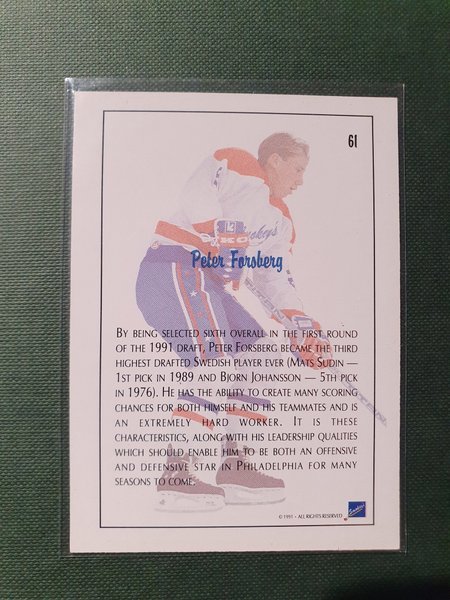 61
Peter Forsberg
BY BEING SELECTED SIXTH OVERALL IN THE FIRST ROUND
OF THE 1991 DRAFT, PETER FORSBERG BECAME THE THIRD
HIGHEST DRAFTED SWEDISH PLAYER EVER (MATS SUDIN —
1ST PICK IN 1989 AND BJORN JOHANSSON — 5TH PICK
IN 1976). HE HAS THE ABILITY TO CREATE MANY SCORING
CHANCES FOR BOTH HIMSELF AND HIS TEAMMATES AND IS
AN EXTREMELY HARD WORKER. IT IS THESE
CHARACTERISTICS, ALONG WITH HIS LEADERSHIP QUALITIES
WHICH SHOULD ENABLE HIM TO BE BOTH AN OFFENSIVE
AND DEFENSIVE STAR IN PHILADELPHIA FOR MANY
SEASONS TO COME.
© 1991 - ALL RIGHTS RESERVED